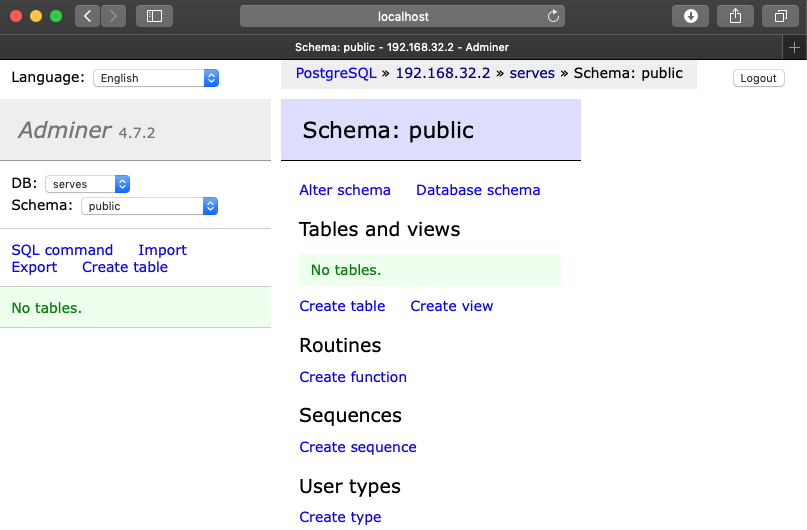 localhost
Schema: public - 192.168.32.2 - Adminer
Language: English
PostgreSQL » 192.168.32.2 » serves » Schema: public
Logout
Adminer 4.7.2
DB: serves
Schema: public
SQL command Import
Export Create table
No tables.
Schema: public
Alter schema Database schema
Tables and views
No tables.
Create table Create view
Routines
Create function
Sequences
Create sequence
User types
Create type